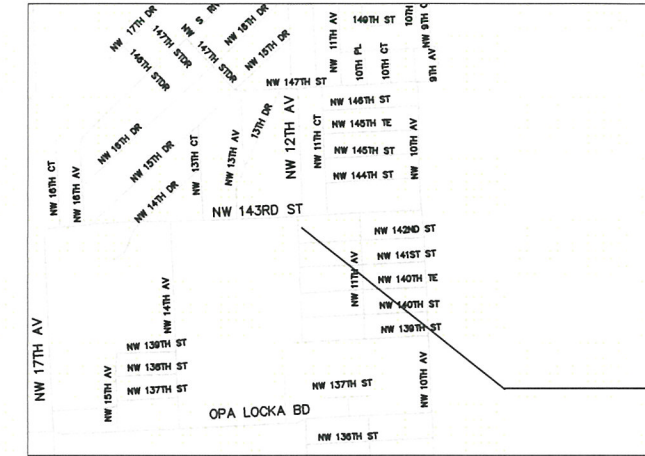 NW 17TH DR
147TH STDR
146TH STDR
S
NW
147TH STDR
NW 16TH DR
NW 15TH DR
NW 11TH AV
149TH ST
10TH PL
10TH CT
10TH
NW 9TH C
9TH AV
NW 147TH ST
NW 146TH ST
NW 145TH TE
NW 145TH ST
NW 144TH ST
NW 11TH CT
NW 10TH AV
NW 12TH AV
13TH DR
NW 13TH AV
NW 13TH CT
NW 16TH DR
NW 15TH DR
NW 14TH DR
NW 16TH CT
NW 16TH AV
NW 143RD ST
NW 142ND ST
NW 141ST ST
NW 140TH TE
NW 140TH ST
NW 139TH ST
NW 11TH AV
NW 14TH AV
NW 17TH AV
NW 139TH ST
NW 138TH ST
NW 137TH ST
NW 15TH AV
NW 137TH ST
NW 10TH AV
OPA LOCKA BD
NW 136TH ST